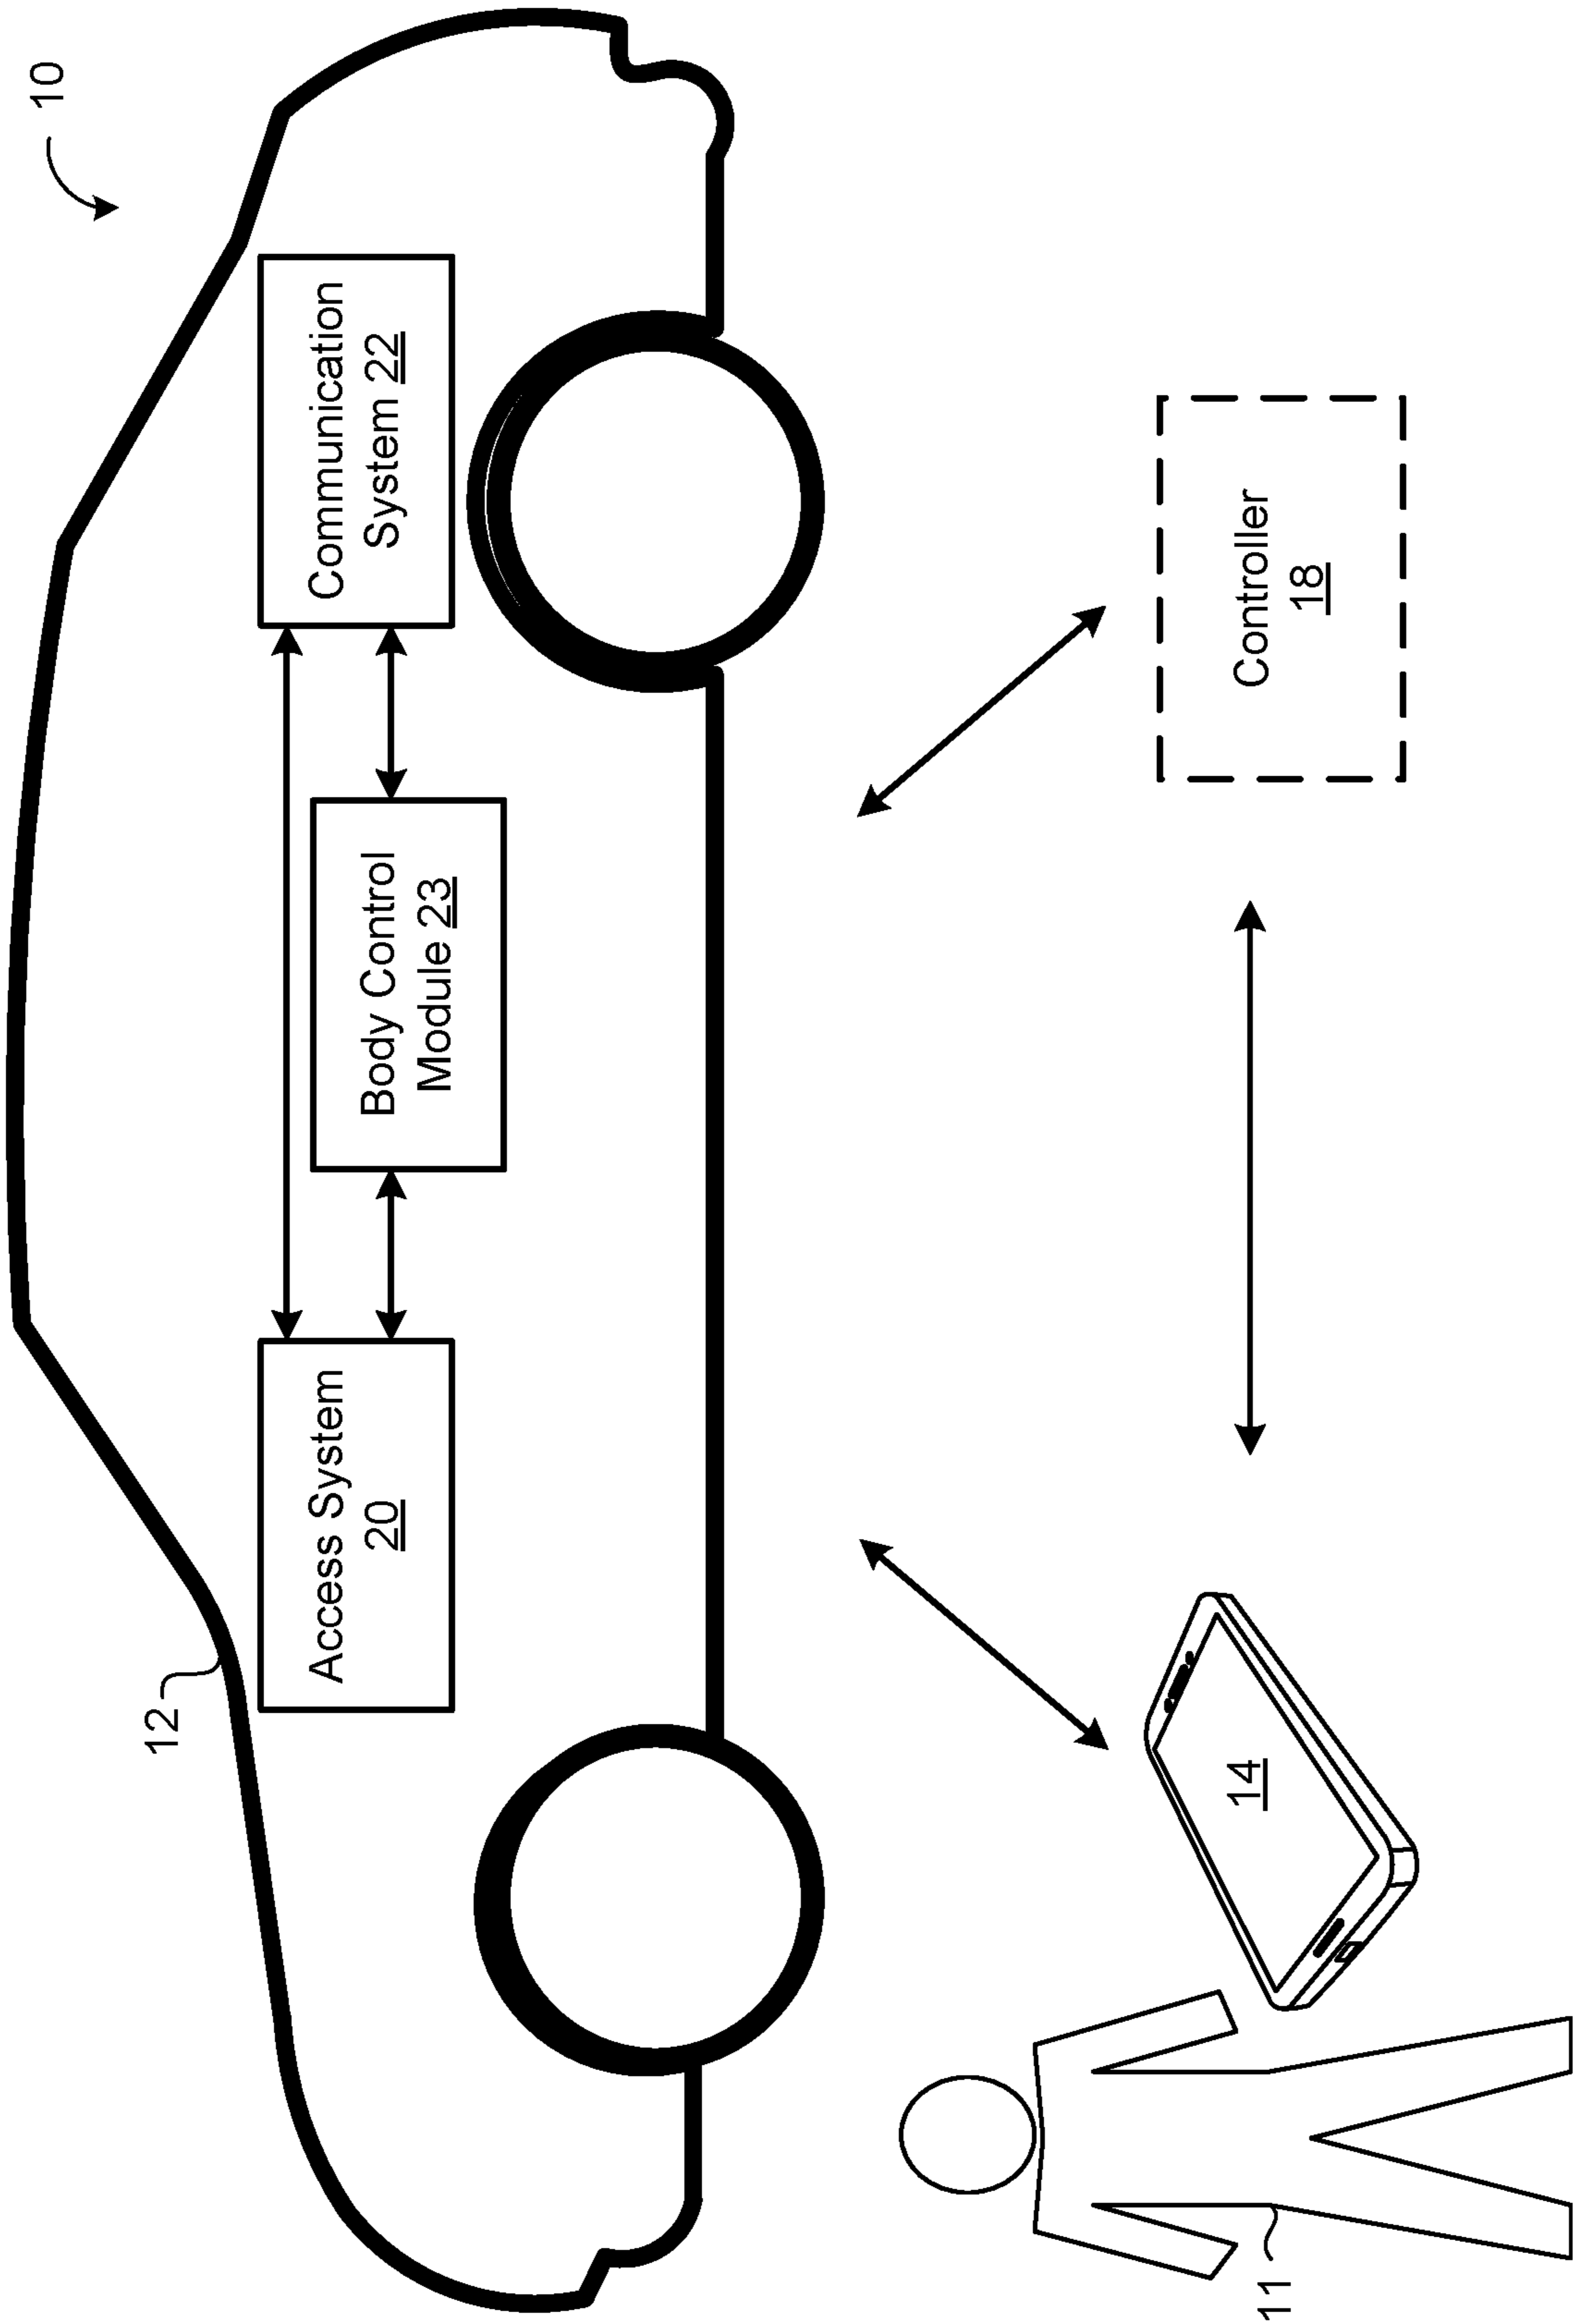 10
12
Access System
20
Body Control
Module 23
Communication
System 22
14
Controller
18
11